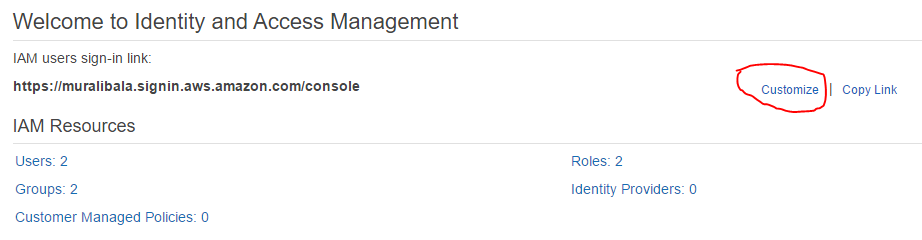 Welcome to Identity and Access Management
IAM users sign-in link:
https://muralibala.signin.aws.amazon.com/console
Customize | Copy Link
IAM Resources
Users: 2
Roles: 2
Groups: 2
Identity Providers: 0
Customer Managed Policies: 0